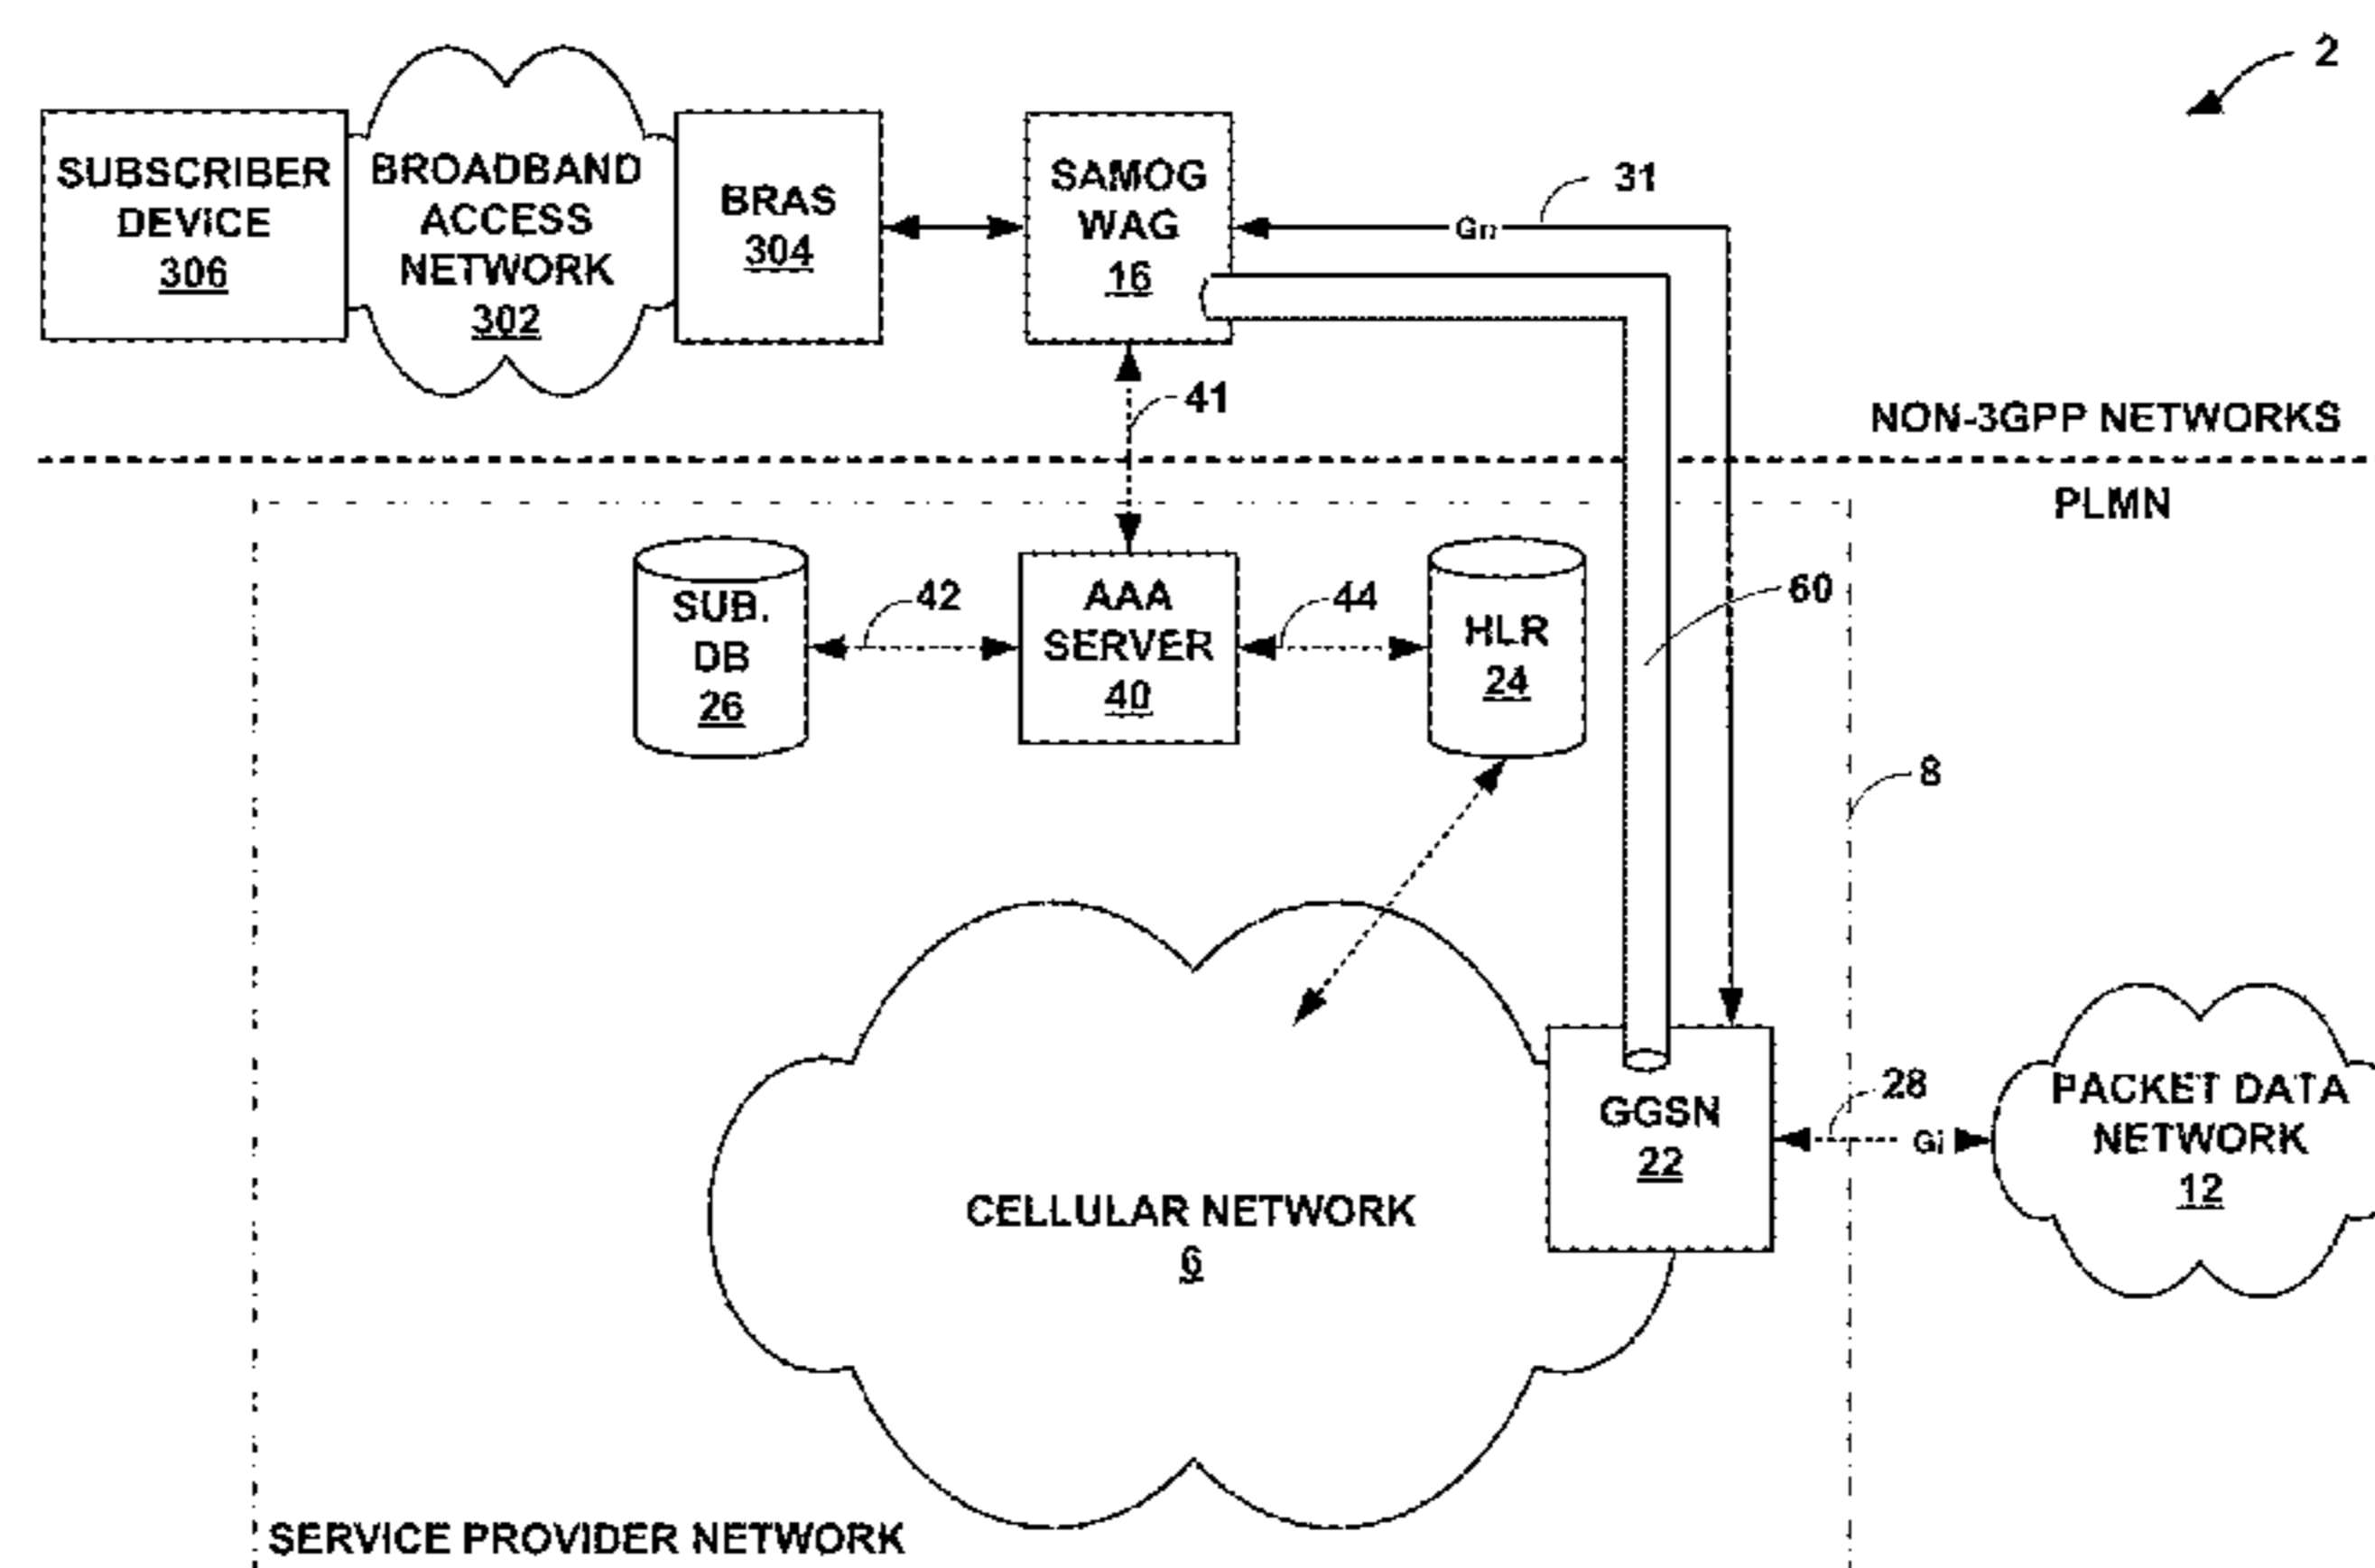 2
SUBSCRIBER
DEVICE
306
BROADBAND
ACCESS
NETWORK
302
BRAS
304
SAMOG
WAG
16
31
Gn
41
NON-3GPP NETWORKS
PLMN
SUB.
DB
26
42
AAA
SERVER
40
44
HLR
24
60
8
GGSN
22
28
Gi
PACKET DATA
NETWORK
12
CELLULAR NETWORK
6
SERVICE PROVIDER NETWORK